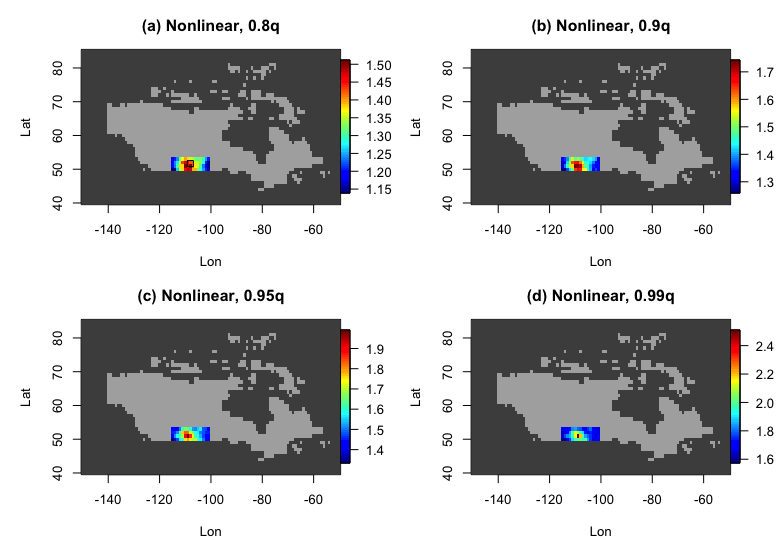 (a) Nonlinear, 0.8q
Lat
80
70
60
50
40
-140 -120 -100 -80 -60
Lon
1.50
1.45
1.40
1.35
1.30
1.25
1.20
1.15
(b) Nonlinear, 0.9q
Lat
80
70
60
50
40
-140 -120 -100 -80 -60
Lon
1.7
1.6
1.5
1.4
1.3
(c) Nonlinear, 0.95q
Lat
80
70
60
50
40
-140 -120 -100 -80 -60
Lon
1.9
1.8
1.7
1.6
1.5
1.4
(d) Nonlinear, 0.99q
Lat
80
70
60
50
40
-140 -120 -100 -80 -60
Lon
2.4
2.2
2.0
1.8
1.6